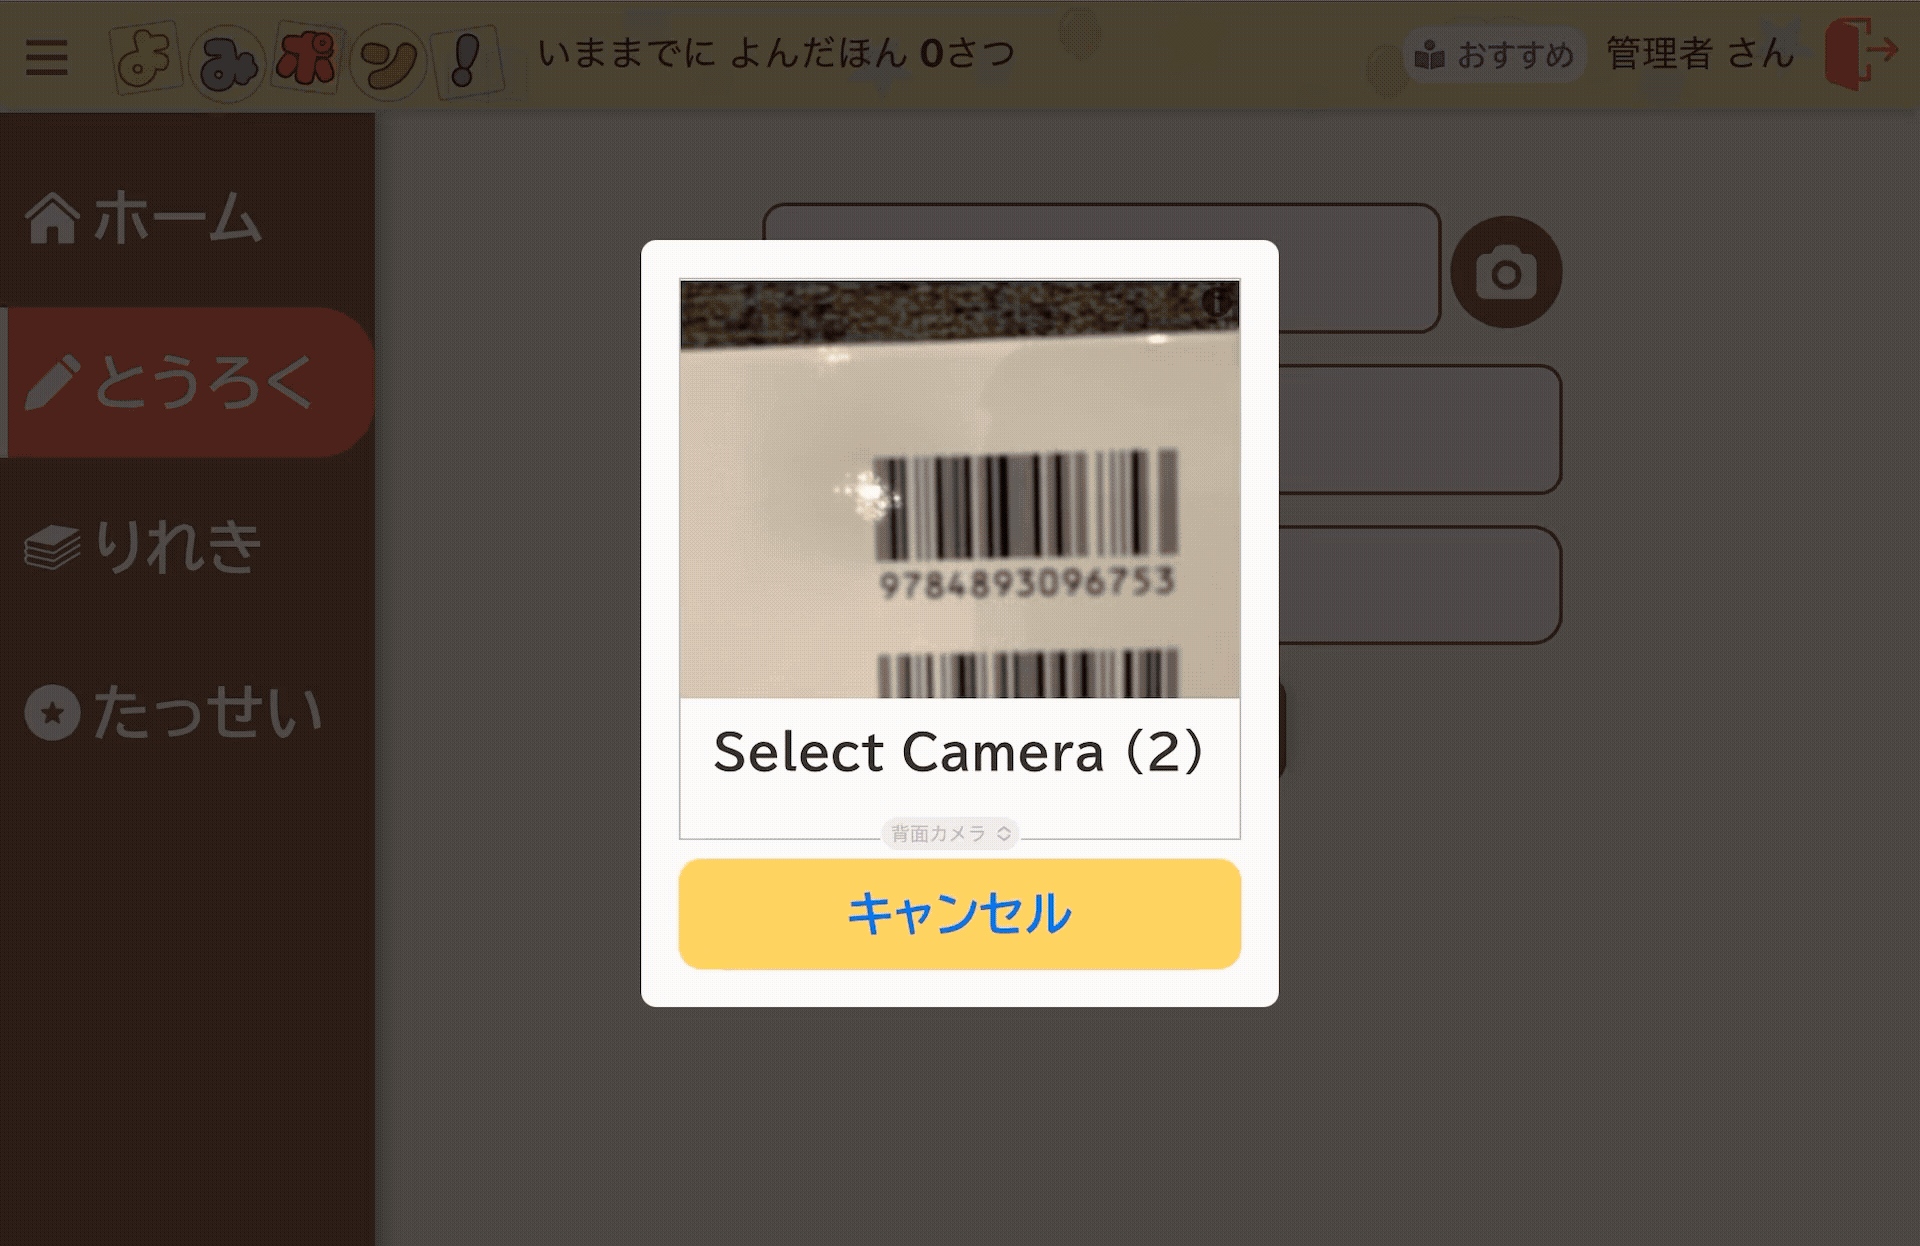 よみポン! いままでに よんだほん 0さつ おすすめ 管理者 さん
ホーム
とうろく
りれき
たっせい
9784893096753
Select Camera (2)
背面カメラ
キャンセル